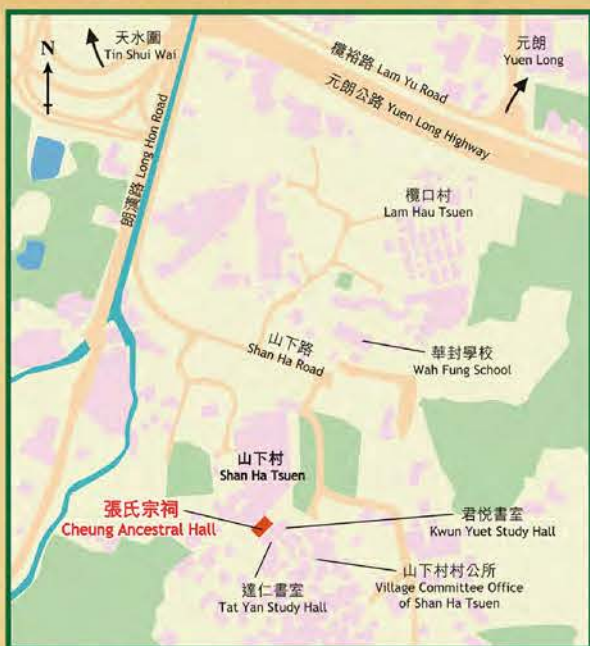 N
天水圍
Tin Shui Wai
元朗
Yuen Long
欖裕路 Lam Yu Road
元朗公路 Yuen Long Highway
朗漢路 Long Hon Road
欖口村
Lam Hau Tsuen
山下路
Shan Ha Road
華封學校
Wah Fung School
山下村
Shan Ha Tsuen
張氏宗祠
Cheung Ancestral Hall
君悅書室
Kwun Yuet Study Hall
達仁書室
Tat Yan Study Hall
山下村村公所
Village Committee Office
of Shan Ha Tsuen